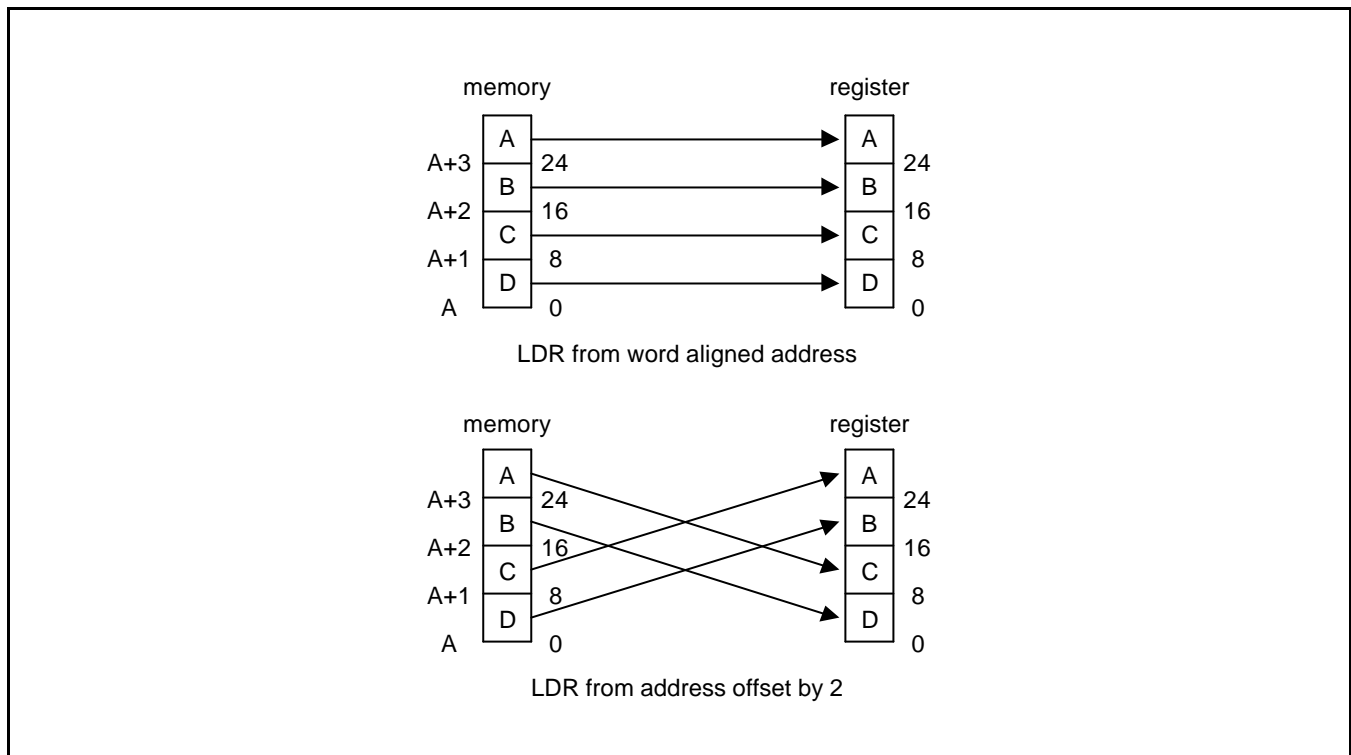 memory register
A A
A+3 24 24
B B
A+2 16 16
C C
A+1 8 8
D D
A 0 0
LDR from word aligned address
memory register
A A
A+3 24 24
B B
A+2 16 16
C C
A+1 8 8
D D
A 0 0
LDR from address offset by 2